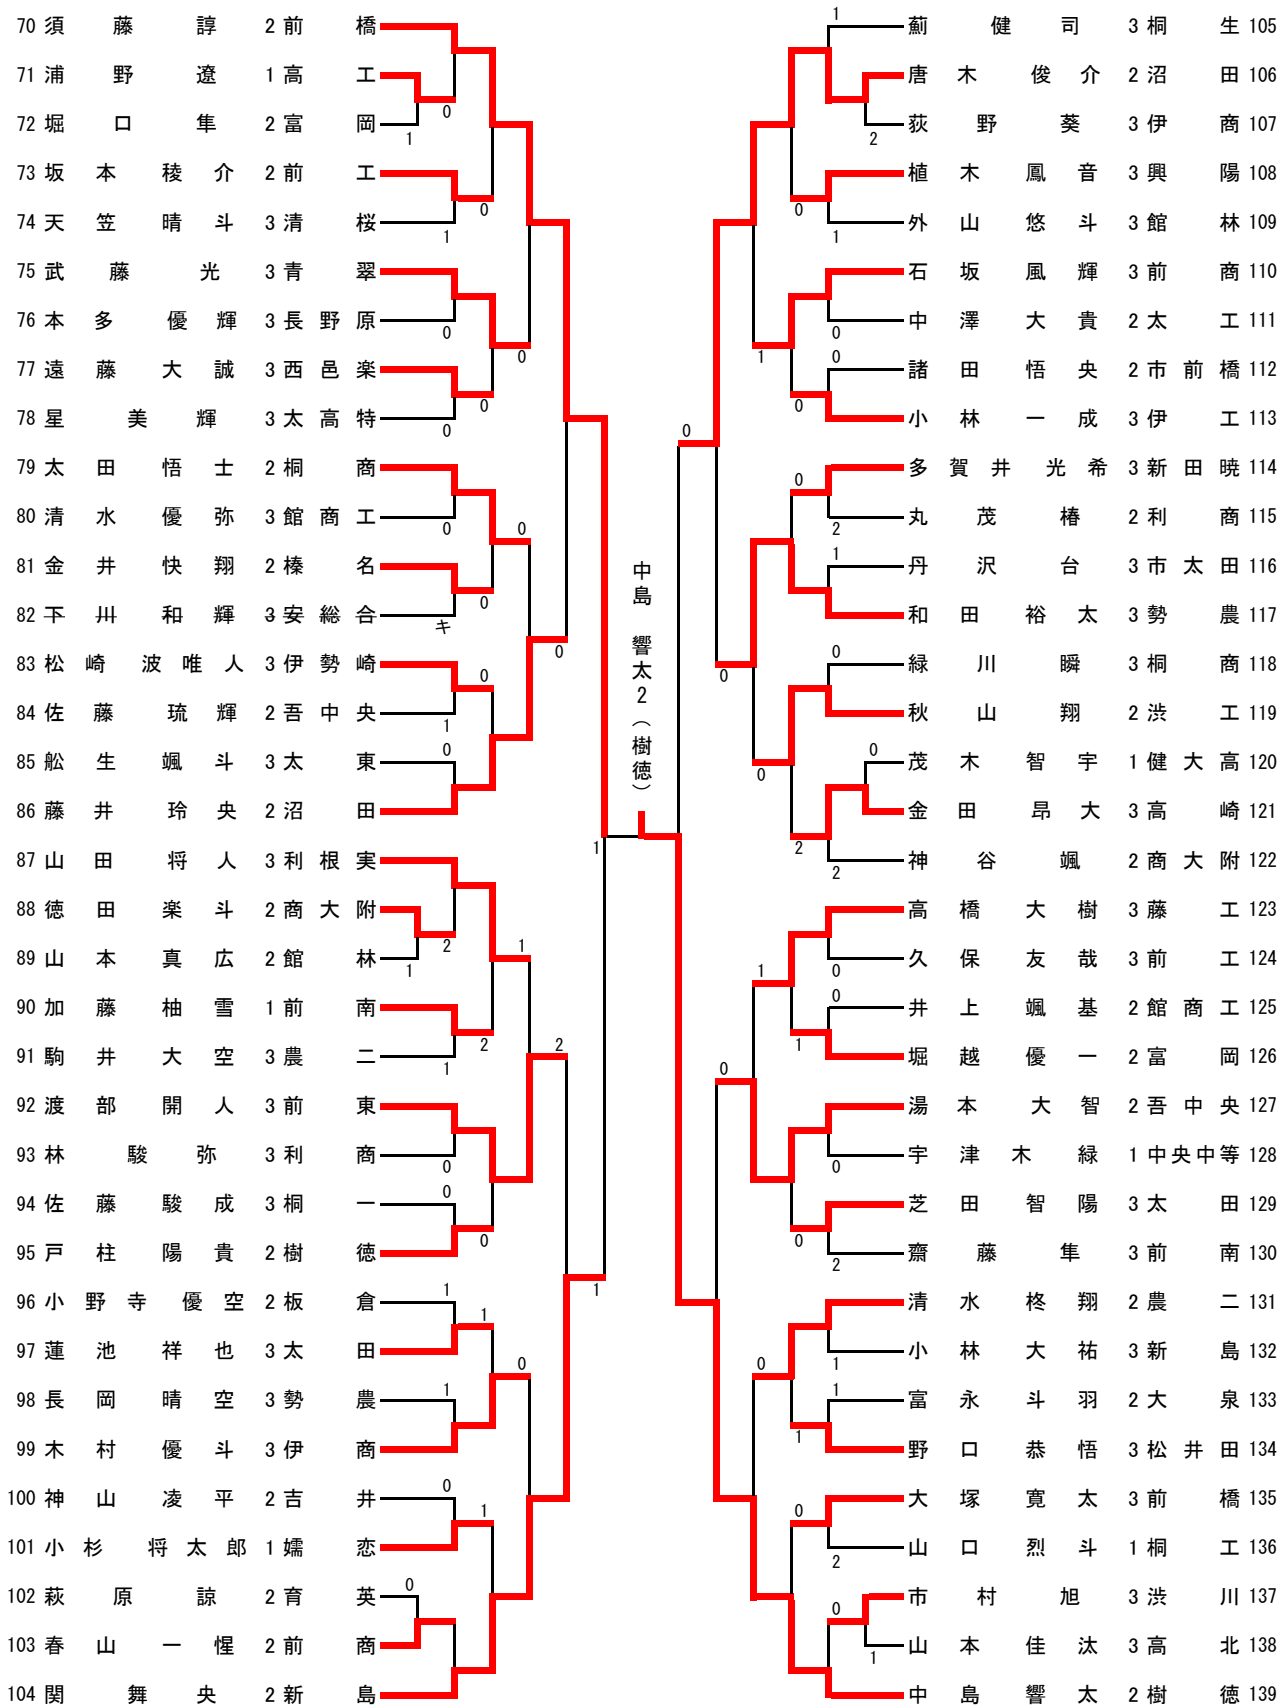 70 須藤諄 2 前橋
71 浦野遼 1 高工
72 堀口隼 2 富岡
73 坂本稜介 2 前工
74 天笠晴斗 3 清桜
75 武藤光 3 青翠
76 本多優輝 3 長野原
77 遠藤大誠 3 西邑楽
78 星美輝 3 太高特
79 太田悟士 2 桐商
80 清水優弥 3 館商工
81 金井快翔 2 榛名
82 下川和輝 3 安総合
83 松崎波唯人 3 伊勢崎
84 佐藤琉輝 2 吾中央
85 舩生颯斗 3 太東
86 藤井玲央 2 沼田
87 山田将人 3 利根実
88 徳田楽斗 2 商大附
89 山本真広 2 館林
90 加藤柚雪 1 前南
91 駒井大空 3 農二
92 渡部開人 3 前東
93 林駿弥 3 利商
94 佐藤駿成 3 桐一
95 戸柱陽貴 2 樹徳
96 小野寺優空 2 板倉
97 蓮池祥也 3 太田
98 長岡晴空 3 勢農
99 木村優斗 3 伊商
100 神山凌平 2 吉井
101 小杉将太郎 1 嬬恋
102 萩原諒 2 育英
103 春山一惺 2 前商
104 関舞央 2 新島
1
0
1
0
0
0
0
0
0
0
0
キ
0
0
1
0
0
1
2
1
2
1
2
0
0
0
1
1
1
1
0
0
1
0
1
中島 響太2(樹徳)
0
1
2
0
1
0
1
0
0
0
2
1
0
0
0
0
2
2
1
0
0
1
0
0
0
2
1
0
1
1
0
2
0
1
薊健司 3 桐生 105
唐木俊介 2 沼田 106
荻野葵 3 伊商 107
植木鳳音 3 興陽 108
外山悠斗 3 館林 109
石坂風輝 3 前商 110
中澤大貴 2 太工 111
諸田悟央 2 市前橋 112
小林一成 3 伊工 113
多賀井光希 3 新田暁 114
丸茂椿 2 利商 115
丹沢台 3 市太田 116
和田裕太 3 勢農 117
緑川瞬 3 桐商 118
秋山翔 2 渋工 119
茂木智宇 1 健大高 120
金田昂大 3 高崎 121
神谷颯 2 商大附 122
高橋大樹 3 藤工 123
久保友哉 3 前工 124
井上颯基 2 館商工 125
堀越優一 2 富岡 126
湯本大智 2 吾中央 127
宇津木緑 1 中央中等 128
芝田智陽 3 太田 129
齋藤隼 3 前南 130
清水柊翔 2 農二 131
小林大祐 3 新島 132
富永斗羽 2 大泉 133
野口恭悟 3 松井田 134
大塚寛太 3 前橋 135
山口烈斗 1 桐工 136
市村旭 3 渋川 137
山本佳汰 3 高北 138
中島響太 2 樹徳 139